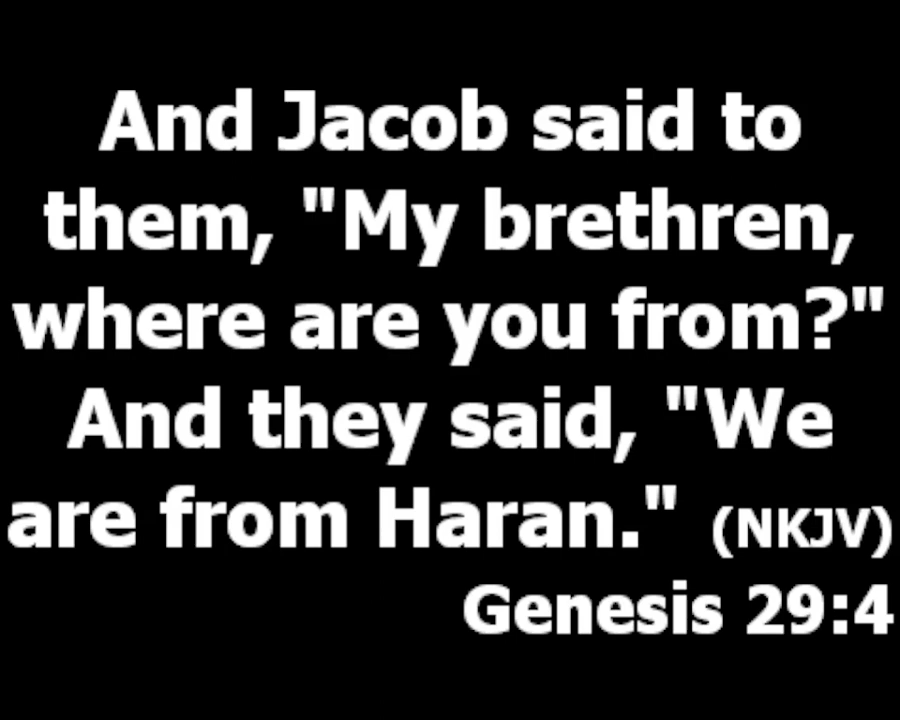 And Jacob said to
them, "My brethren,
where are you from?"
And they said, "We
are from Haran." (NKJV)
Genesis 29:4